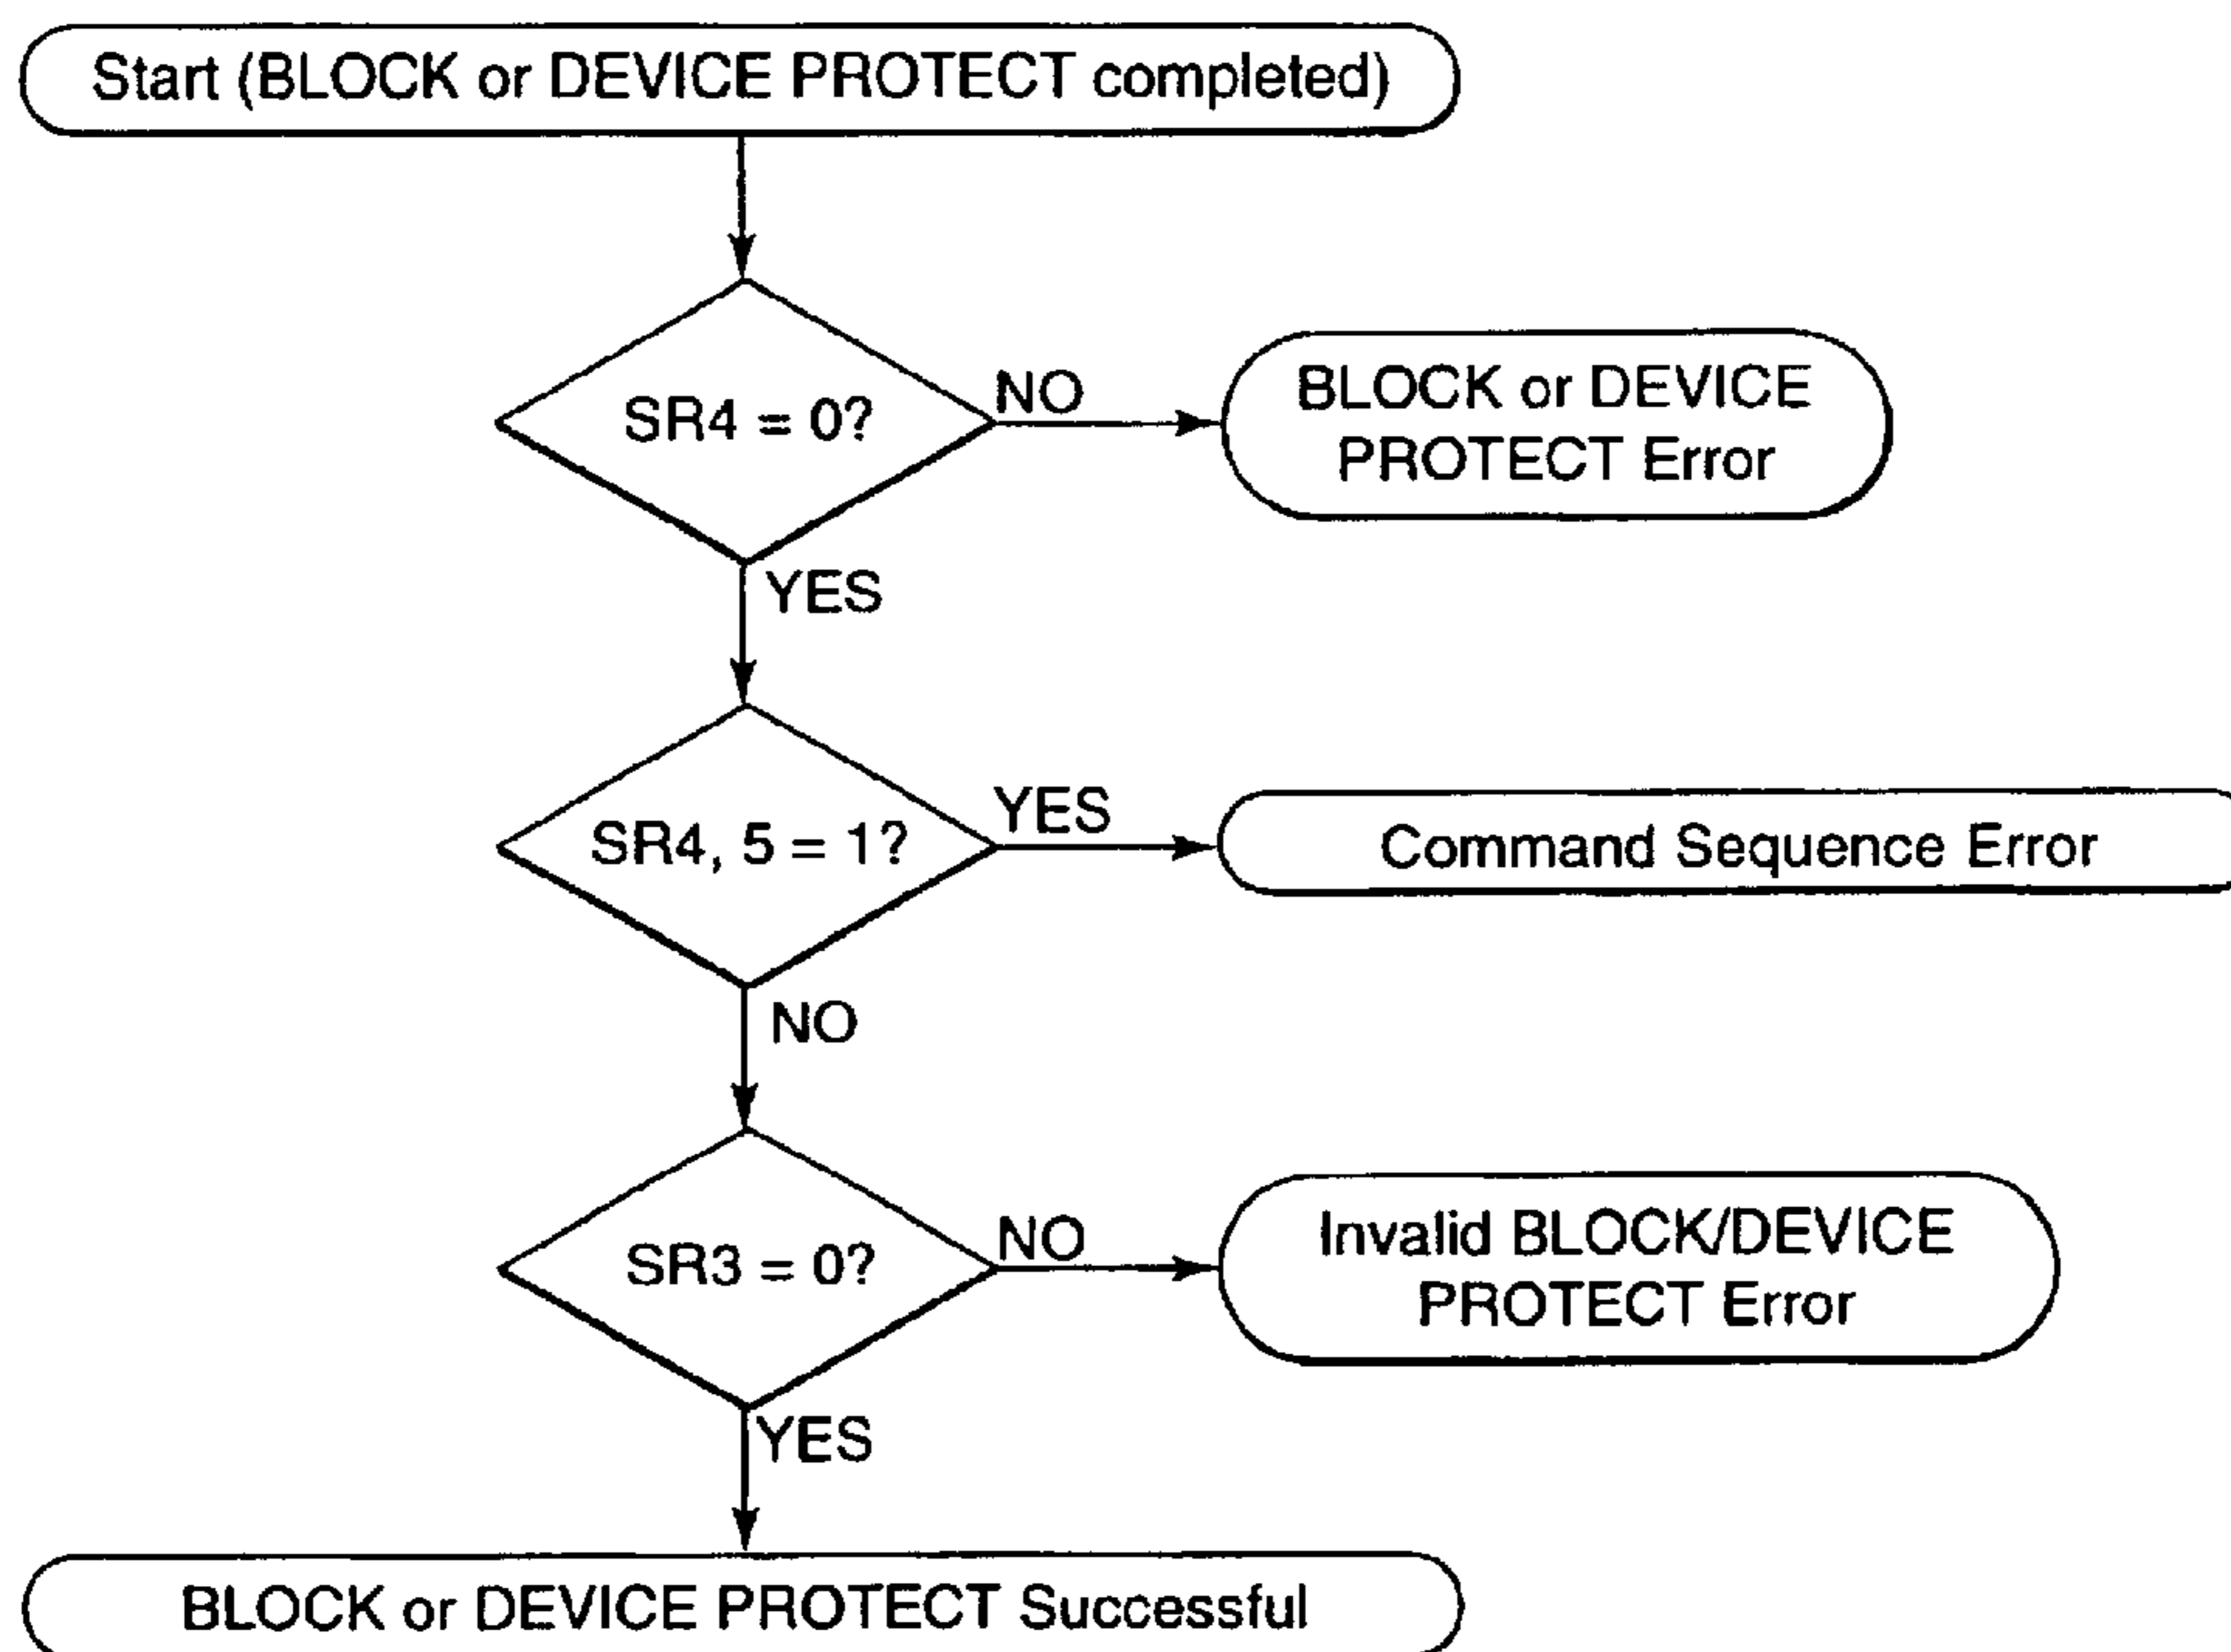 Start (BLOCK or DEVICE PROTECT completed)
SR4 = 0?
NO
BLOCK or DEVICE
PROTECT Error
YES
SR4, 5 = 1?
YES
Command Sequence Error
NO
SR3 = 0?
NO
Invalid BLOCK/DEVICE
PROTECT Error
YES
BLOCK or DEVICE PROTECT Successful